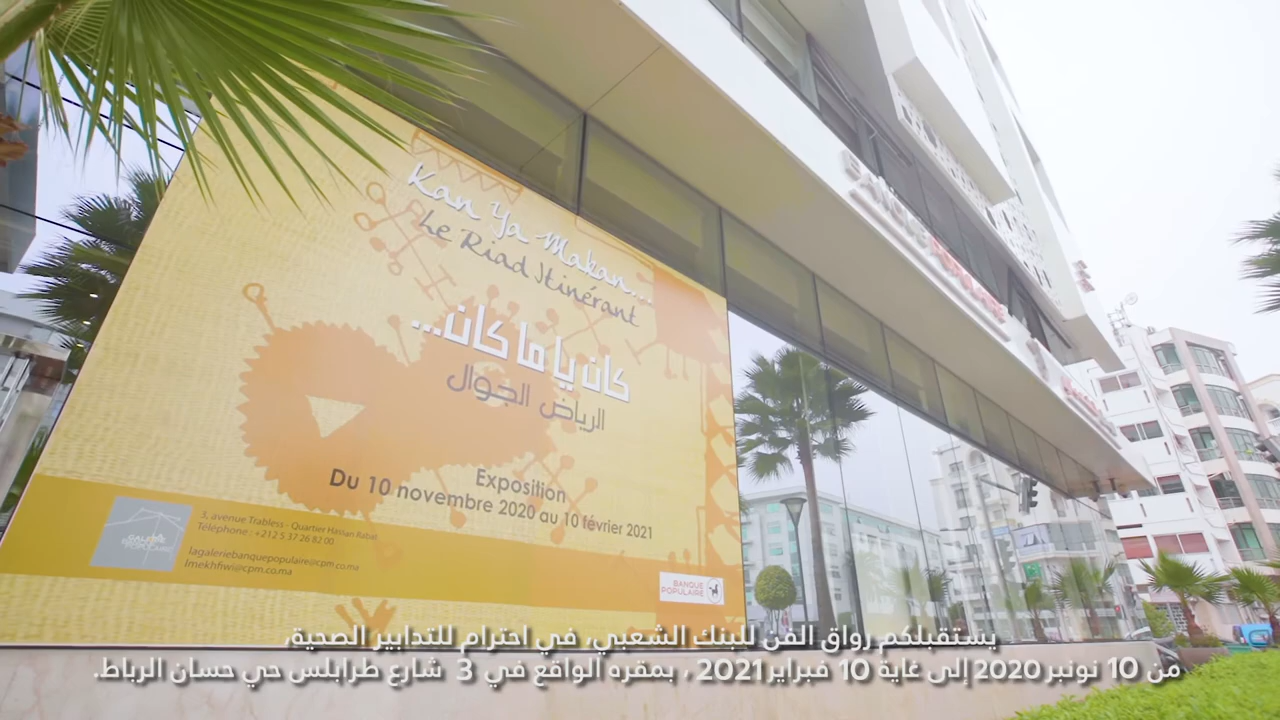 Kan Ya Makan...
Le Riad Itinérant
كان يا ما كان...
الرياض الجوال
Exposition
Du 10 novembre 2020 au 10 février 2021
3, avenue Trabless - Quartier Hassan Rabat
Téléphone : +212 5 37 26 82 00
lagaleriebanquepopulaire@cpm.co.ma
lmekhfiwi@cpm.co.ma
BANQUE
POPULAIRE
BANQUE POPULAIRE
يستقبلكم رواق الفن للبنك الشعبي، في احترام للتدابير الصحية،
من 10 نونبر 2020 إلى غاية 10 فبراير 2021 ، بمقره الواقع في 3 شارع طرابلس حي حسان الرباط.